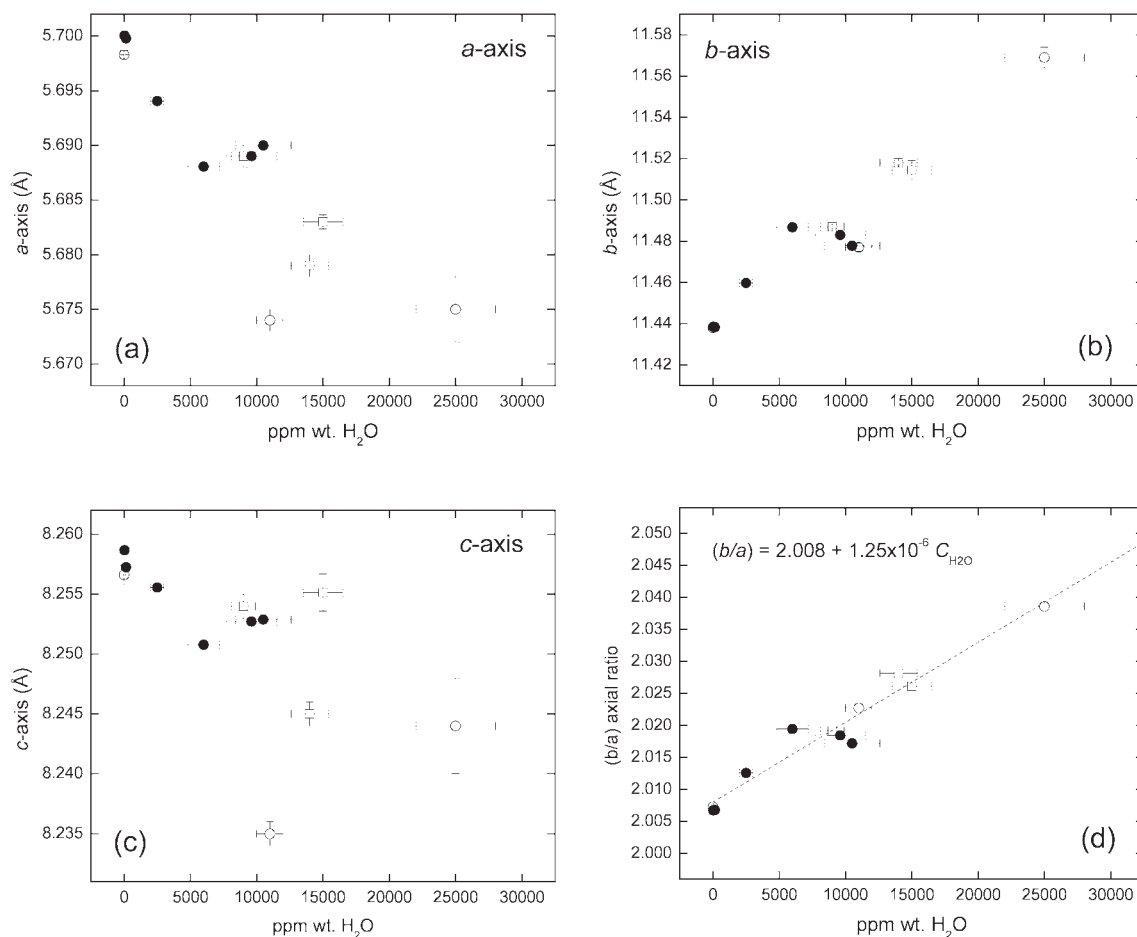 5.700
5.695
5.690
5.685
5.680
5.675
5.670
a-axis (Å)
a-axis
(a)
0 5000 10000 15000 20000 25000 30000
ppm wt. H₂O
11.58
11.56
11.54
11.52
11.50
11.48
11.46
11.44
11.42
b-axis (Å)
b-axis
(b)
0 5000 10000 15000 20000 25000 30000
ppm wt. H₂O
8.260
8.255
8.250
8.245
8.240
8.235
c-axis (Å)
c-axis
(c)
0 5000 10000 15000 20000 25000 30000
ppm wt. H₂O
2.050
2.045
2.040
2.035
2.030
2.025
2.020
2.015
2.010
2.005
2.000
(b/a) axial ratio
(b/a) = 2.008 + 1.25x10⁻⁶ C_H2O
(d)
0 5000 10000 15000 20000 25000 30000
ppm wt. H₂O